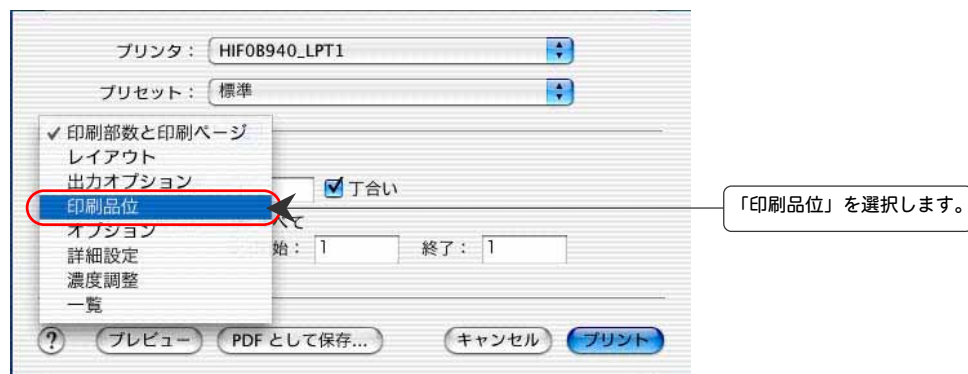 プリンタ： HIF0B940_LPT1
プリセット： 標準
✓ 印刷部数と印刷ページ
レイアウト
出力オプション
丁合い
印刷品位
「印刷品位」を選択します。
オプション
詳細設定
始： 1 終了： 1
濃度調整
一覧
? プレビュー PDF として保存... キャンセル プリント